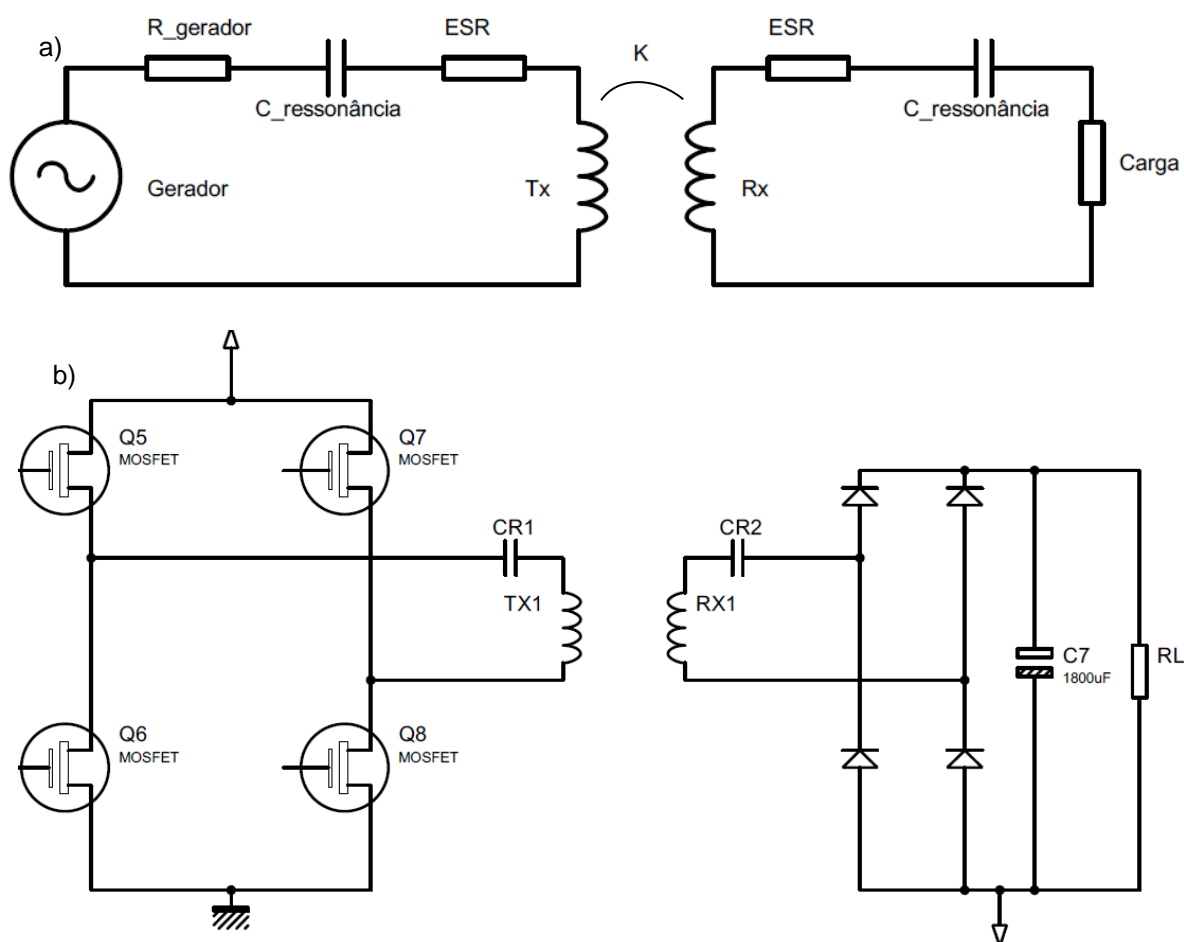 a)
R_gerador
ESR
C_ressonância
Gerador
Tx
K
ESR
C_ressonância
Rx
Carga
b)
Q5
MOSFET
Q7
MOSFET
CR1
TX1
CR2
RX1
C7
1800uF
RL
Q6
MOSFET
Q8
MOSFET